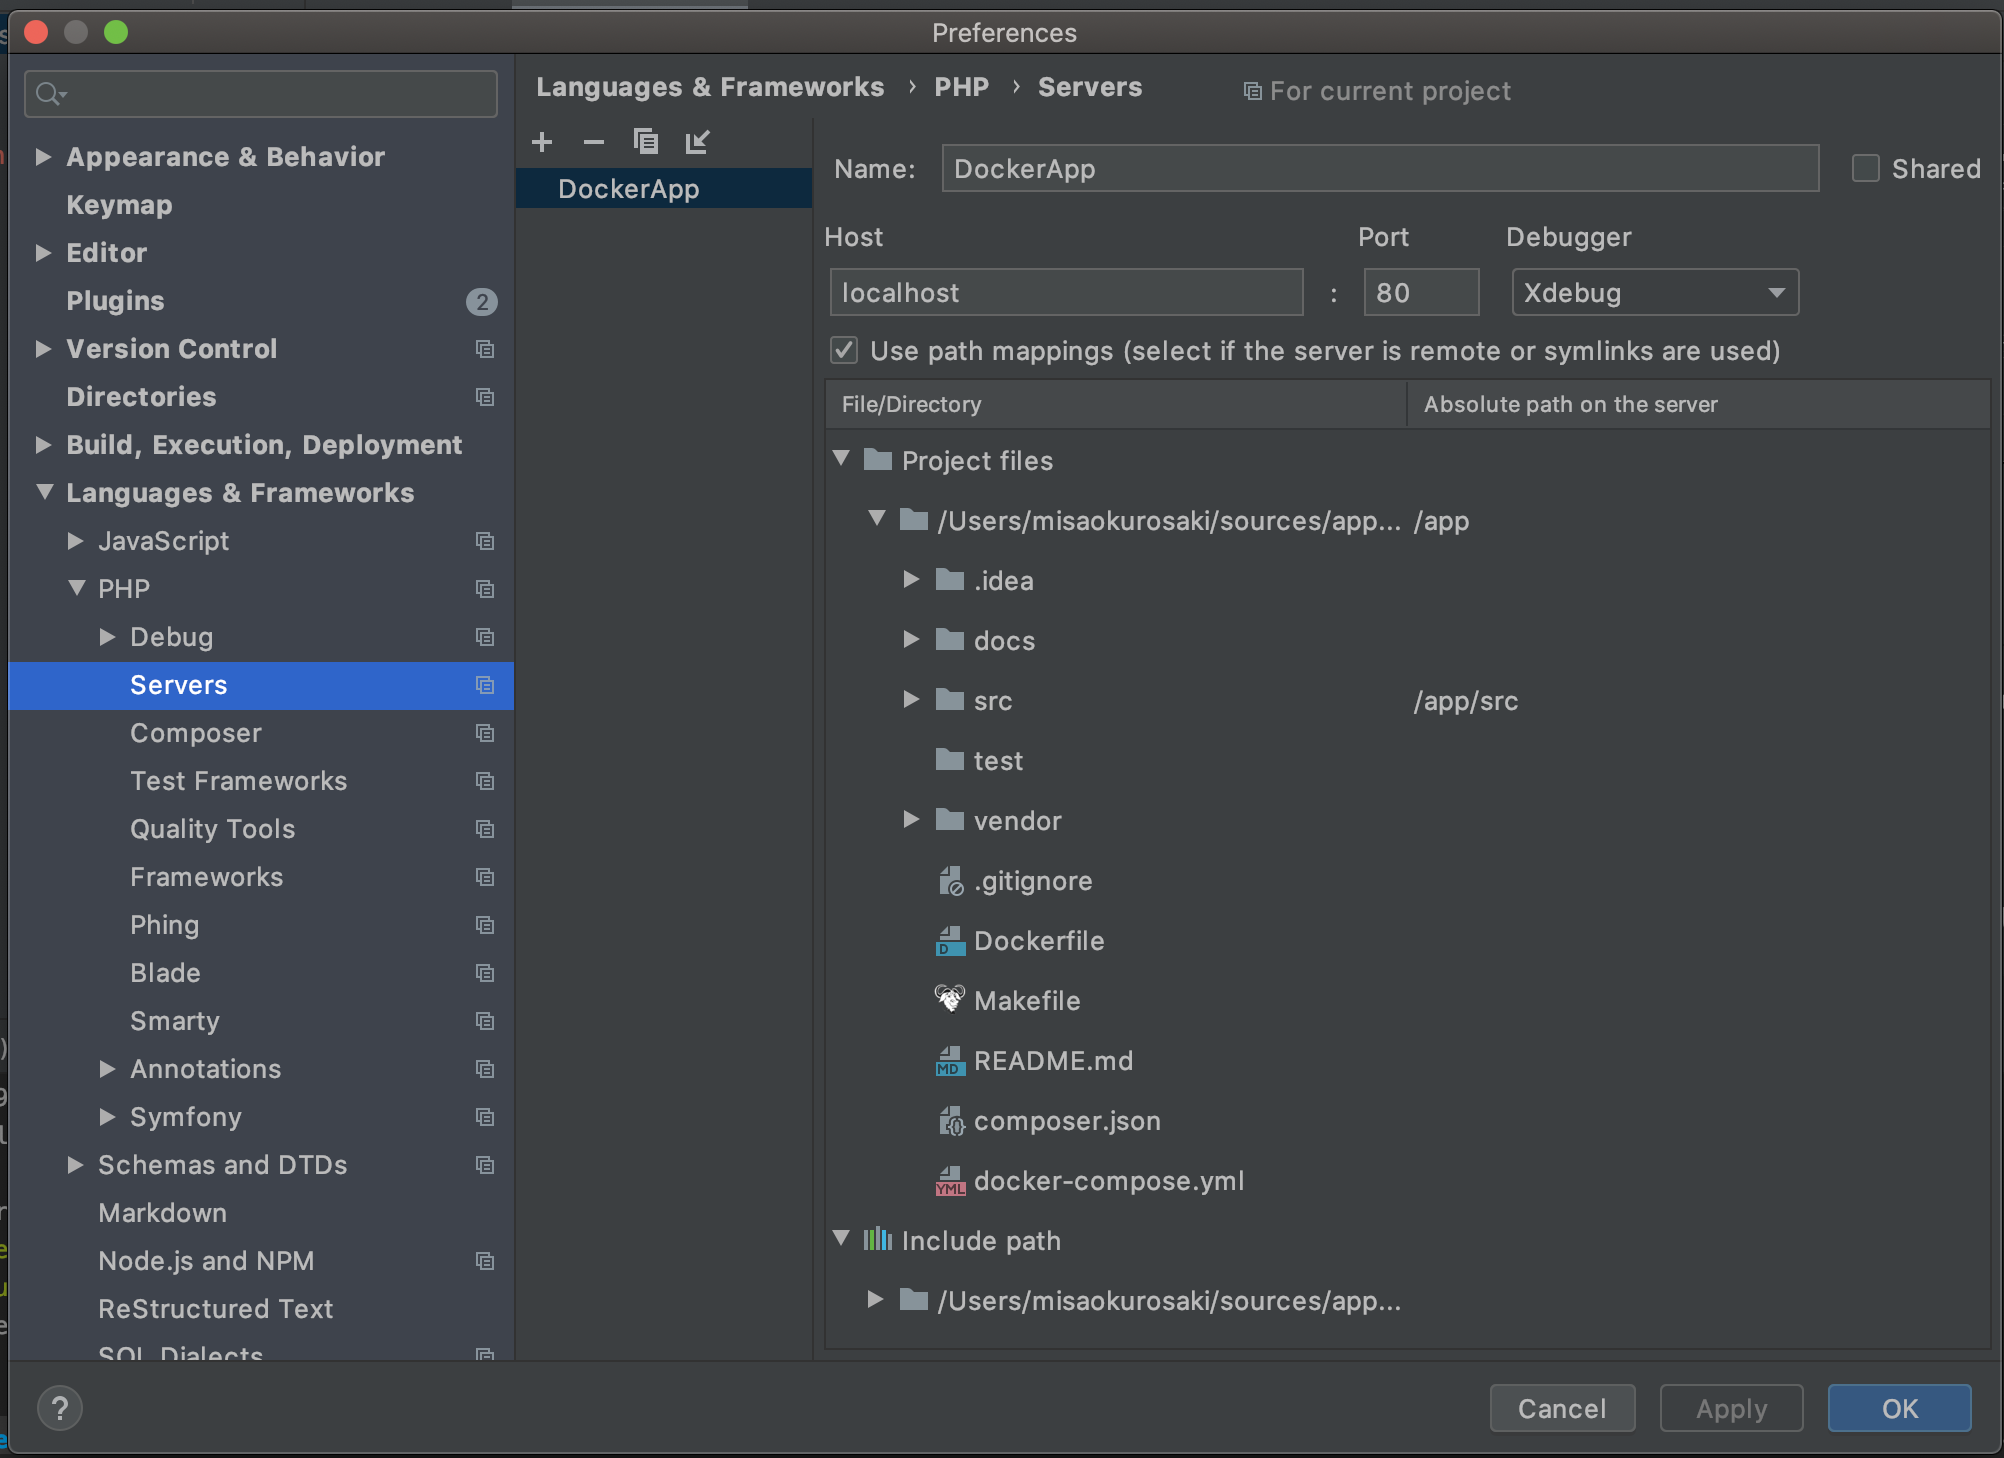 Preferences
Appearance & Behavior
Keymap
Editor
Plugins 2
Version Control
Directories
Build, Execution, Deployment
Languages & Frameworks
JavaScript
PHP
Debug
Servers
Composer
Test Frameworks
Quality Tools
Frameworks
Phing
Blade
Smarty
Annotations
Symfony
Schemas and DTDs
Markdown
Node.js and NPM
ReStructured Text
SQL Dialects
Languages & Frameworks › PHP › Servers For current project
DockerApp
Name: DockerApp Shared
Host Port Debugger
localhost : 80 Xdebug
Use path mappings (select if the server is remote or symlinks are used)
File/Directory Absolute path on the server
Project files
/Users/misaokurosaki/sources/app... /app
.idea
docs
src /app/src
test
vendor
.gitignore
D Dockerfile
Makefile
MD README.md
composer.json
YML docker-compose.yml
Include path
/Users/misaokurosaki/sources/app...
? Cancel Apply OK